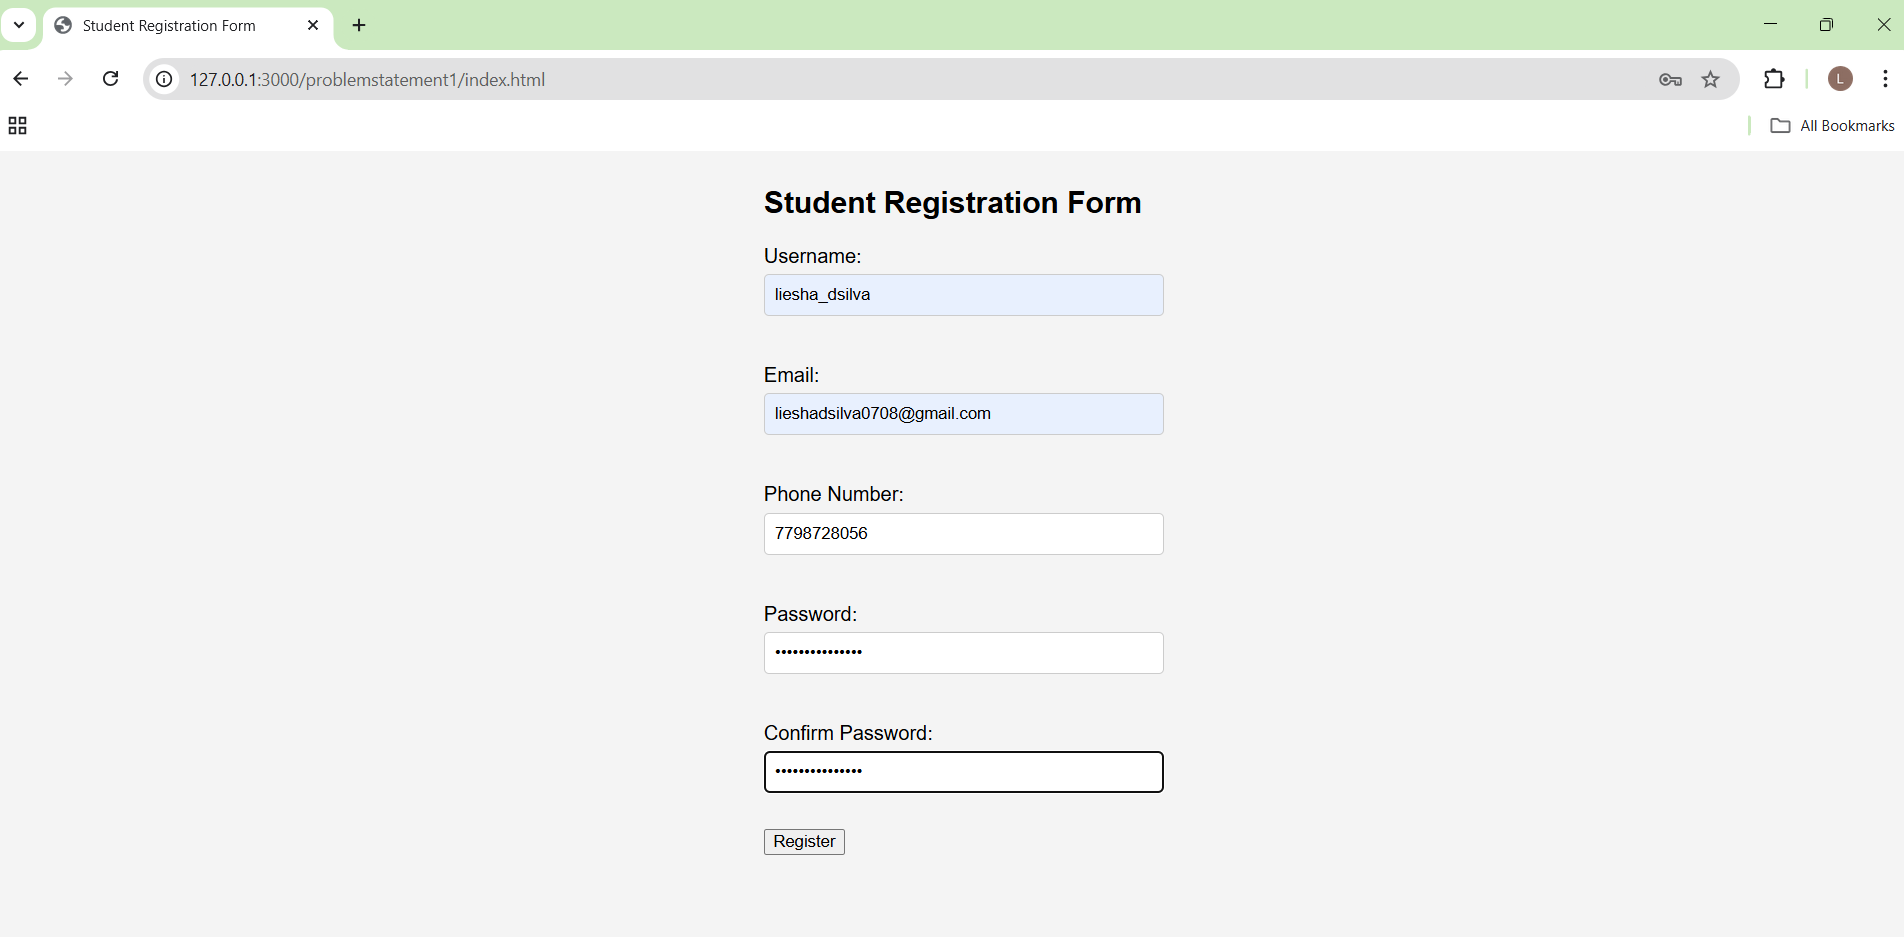 Student Registration Form
127.0.0.1:3000/problemstatement1/index.html
L
All Bookmarks
Student Registration Form
Username:
liesha_dsilva
Email:
lieshadsilva0708@gmail.com
Phone Number:
7798728056
Password:
•••••••••••••••
Confirm Password:
•••••••••••••••
Register